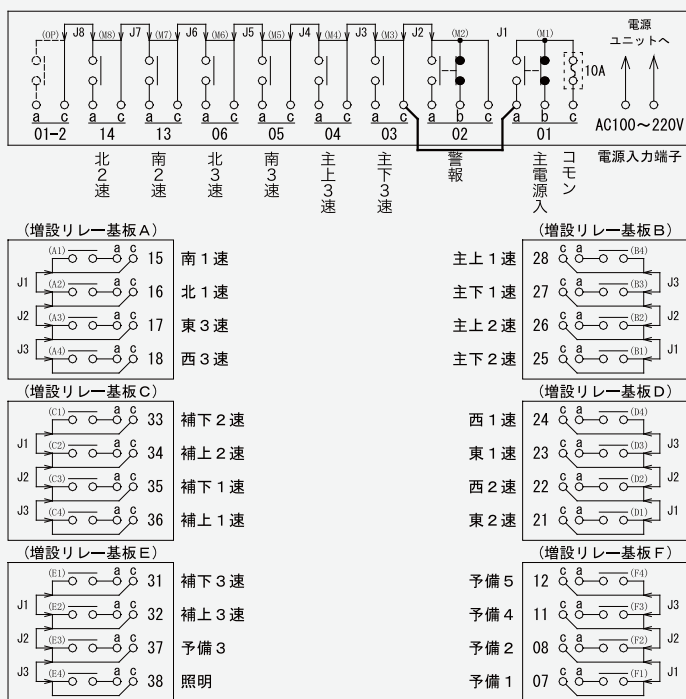 (OP) J8 (M8) J7 (M7) J6 (M6) J5 (M5) J4 (M4) J3 (M3) J2 (M2) J1 (M1)
電源
ユニットへ
10A
a c a c a c a c a c a c a c a b c a b c
01-2 14 13 06 05 04 03 02 01
AC100～220V
北2速
南2速
北3速
南3速
主上3速
主下3速
警報
主電源入
コモン
電源入力端子
(増設リレー基板A)
(A1) a c 15 南1速
J1
(A2) 16 北1速
J2
(A3) a c 17 東3速
J3
(A4) a c 18 西3速
(増設リレー基板B)
主上1速 28 c a (B4)
J3
主下1速 27 c a (B3)
J2
主上2速 26 c a (B2)
J1
主下2速 25 c a (B1)
(増設リレー基板C)
(C1) a c 33 補下2速
J1
(C2) a c 34 補上2速
J2
(C3) a c 35 補下1速
J3
(C4) a c 36 補上1速
(増設リレー基板D)
西1速 24 c a (D4)
J3
東1速 23 c a (D3)
J2
西2速 22 c a (D2)
J1
東2速 21 c a (D1)
(増設リレー基板E)
(E1) a c 31 補下3速
J1
(E2) a c 32 補上3速
J2
(E3) a c 37 予備3
J3
(E4) a c 38 照明
(増設リレー基板F)
予備5 12 c a (F4)
J3
予備4 11 c a (F3)
J2
予備2 08 c a (F2)
J1
予備1 07 c a (F1)